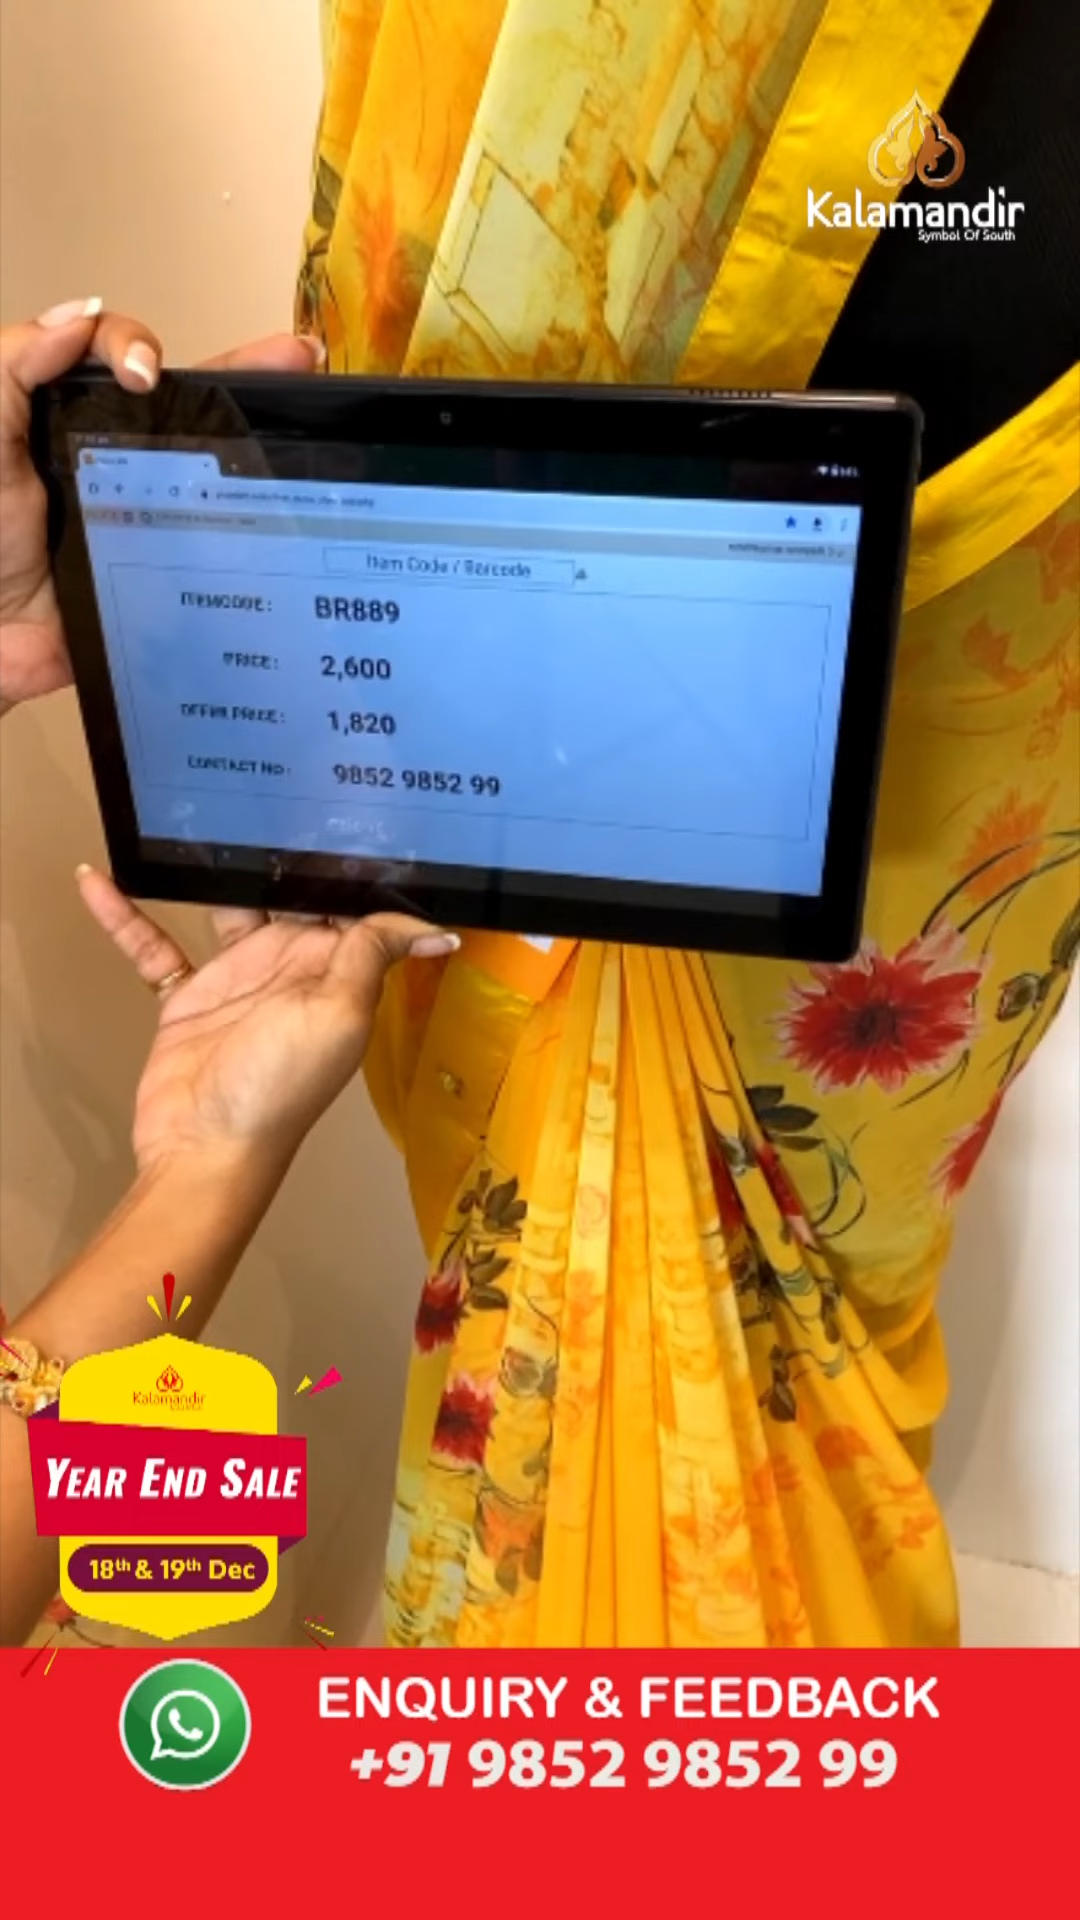 Kalamandir
Symbol Of South
Item Code / Barcode
ITEMCODE: BR889
PRICE: 2,600
OFFER PRICE: 1,820
CONTACT NO: 9852 9852 99
Kalamandir
YEAR END SALE
18th & 19th Dec
ENQUIRY & FEEDBACK
+91 9852 9852 99